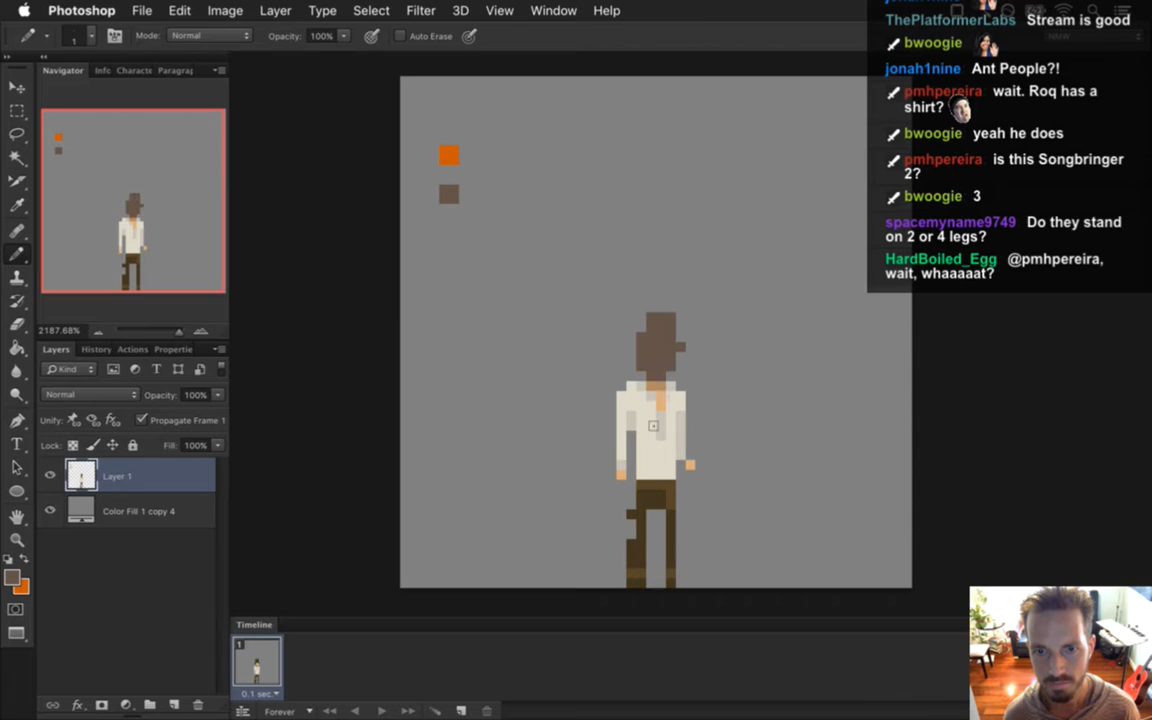 Photoshop File Edit Image Layer Type Select Filter 3D View Window Help
1 Mode: Normal Opacity: 100% Auto Erase
Navigator Info Characte Paragraj
2187.68%
Layers History Actions Propertie
Kind
Normal Opacity: 100%
Unify: Propagate Frame 1
Lock: Fill: 100%
Layer 1
Color Fill 1 copy 4
Timeline
1
0.1 sec.
Forever
ThePlatformerLabs Stream is good
bwoogie
jonah1nine Ant People?!
pmhpereira wait. Roq has a
shirt?
bwoogie yeah he does
pmhpereira is this Songbringer
2?
bwoogie 3
spacemyname9749 Do they stand
on 2 or 4 legs?
HardBoiled_Egg @pmhpereira,
wait, whaaaaat?